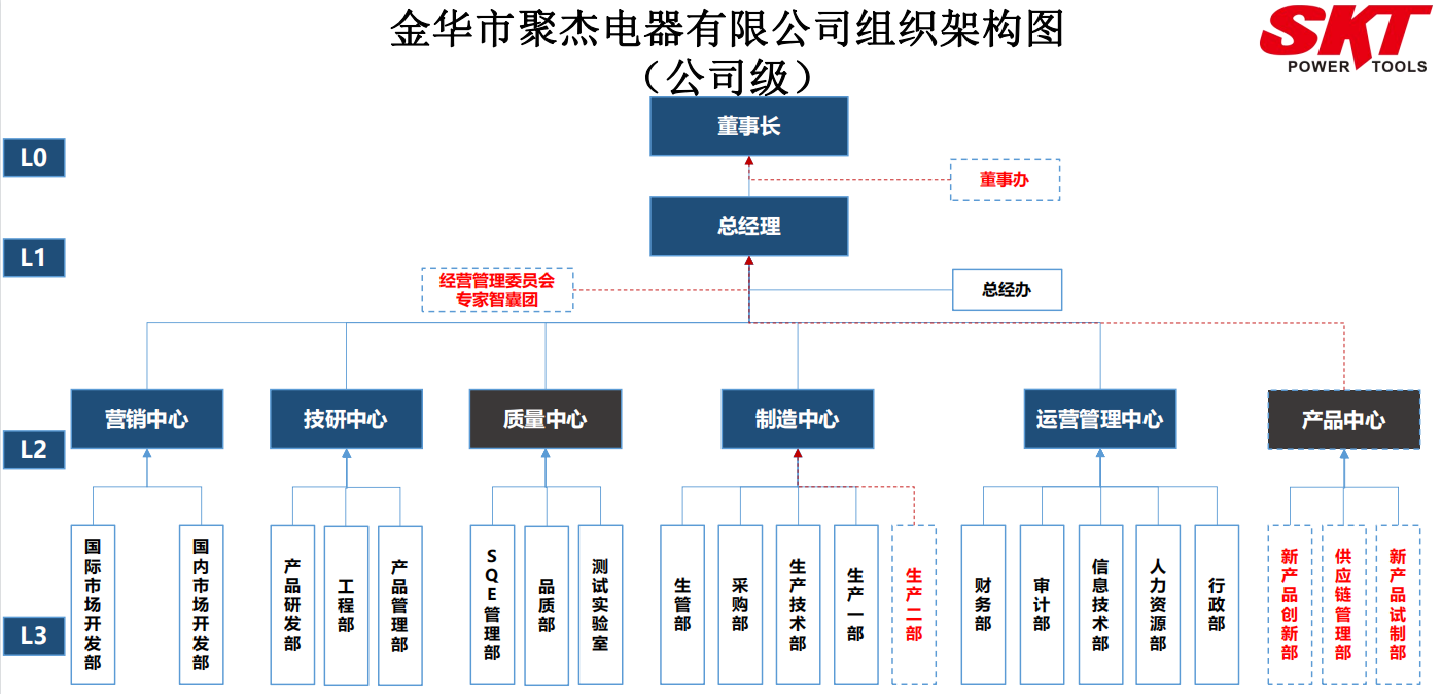 金华市聚杰电器有限公司组织架构图
（公司级）
SKT
POWER TOOLS
董事长
L0
董事办
总经理
L1
经营管理委员会
专家智囊团
总经办
营销中心
技研中心
质量中心
制造中心
运营管理中心
产品中心
L2
国际市场开发部
国内市场开发部
产品研发部
工程部
产品管理部
SQE管理部
品质部
测试实验室
生管部
采购部
生产技术部
生产一部
生产二部
财务部
审计部
信息技术部
人力资源部
行政部
新产品创新部
供应链管理部
新产品试制部
L3